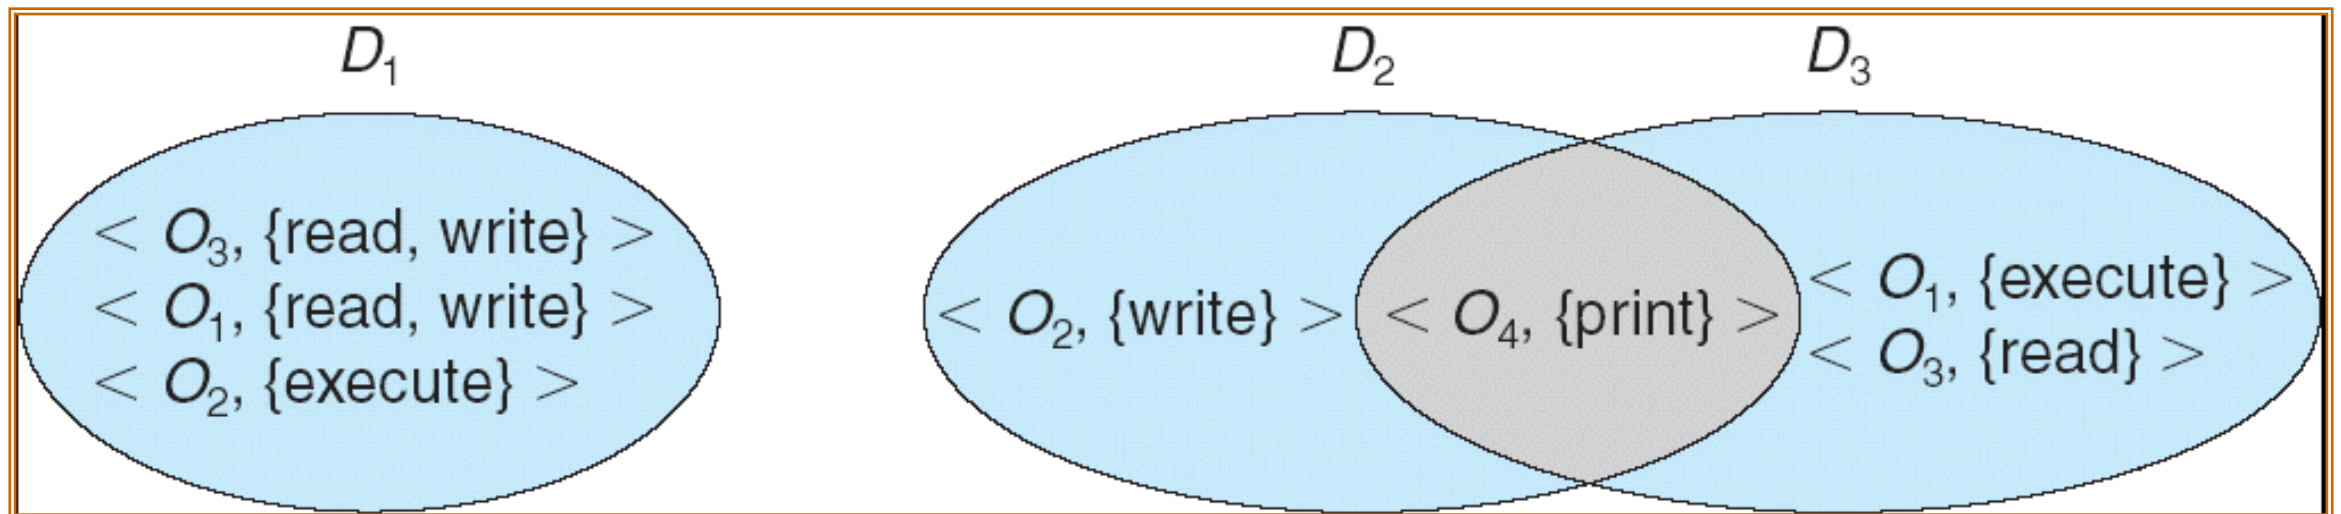 D₁
D₂
D₃
< O₃, {read, write} >
< O₁, {read, write} >
< O₂, {execute} >
< O₂, {write} >
< O₄, {print} >
< O₁, {execute} >
< O₃, {read} >